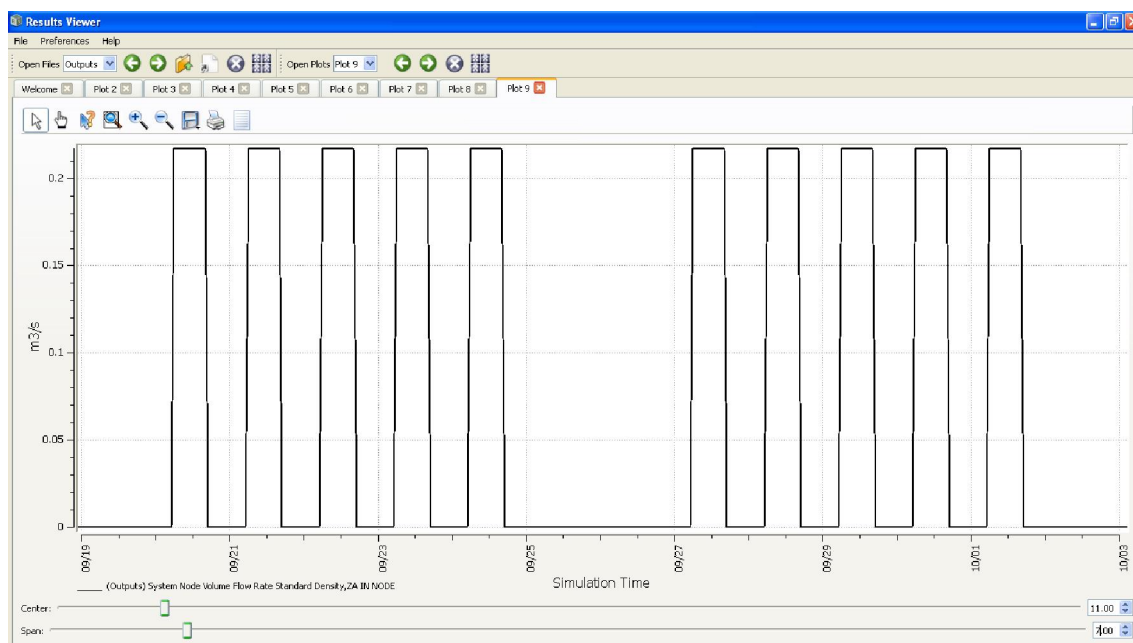 Results Viewer
File Preferences Help
Open Files Outputs Open Plots Plot 9
Welcome Plot 2 Plot 3 Plot 4 Plot 5 Plot 6 Plot 7 Plot 8 Plot 9
0.2
0.15
0.1
0.05
0
m3/s
09/19 09/21 09/23 09/25 09/27 09/29 10/01 10/03
Simulation Time
(Outputs) System Node Volume Flow Rate Standard Density,ZA IN NODE
Center: 11.00
Span: 7.00